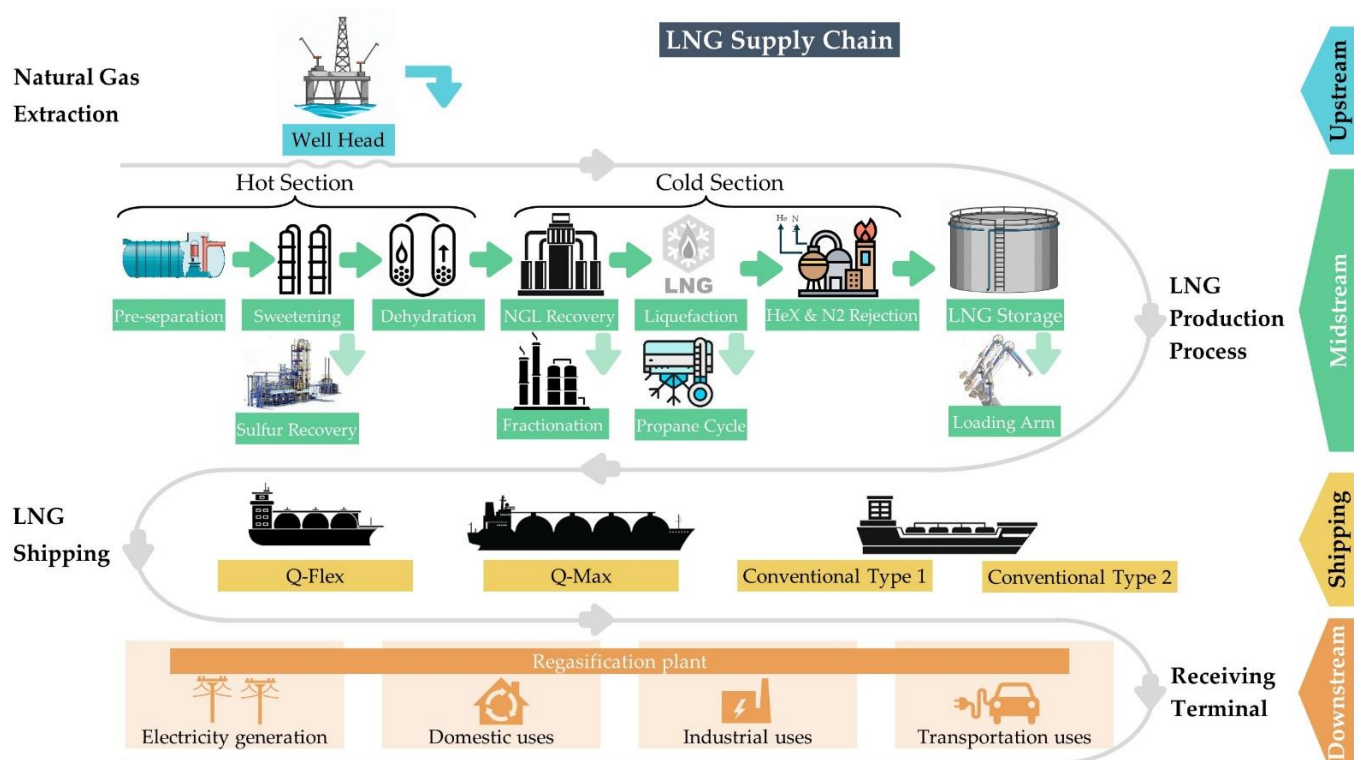 LNG Supply Chain
Natural Gas
Extraction
Well Head
Upstream
Hot Section
Cold Section
He N
LNG
Pre-separation
Sweetening
Dehydration
NGL Recovery
Liquefaction
HeX & N2 Rejection
LNG Storage
LNG
Production
Process
Midstream
Sulfur Recovery
Fractionation
Propane Cycle
Loading Arm
LNG
Shipping
Q-Flex
Q-Max
Conventional Type 1
Conventional Type 2
Shipping
Regasification plant
Electricity generation
Domestic uses
Industrial uses
Transportation uses
Receiving
Terminal
Downstream